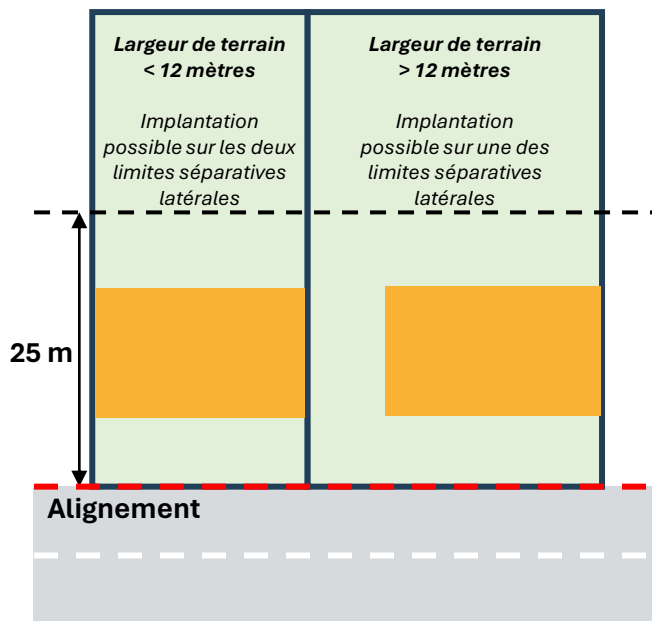 Largeur de terrain
< 12 mètres
Implantation
possible sur les deux
limites séparatives
latérales
Largeur de terrain
> 12 mètres
Implantation
possible sur une des
limites séparatives
latérales
25 m
Alignement